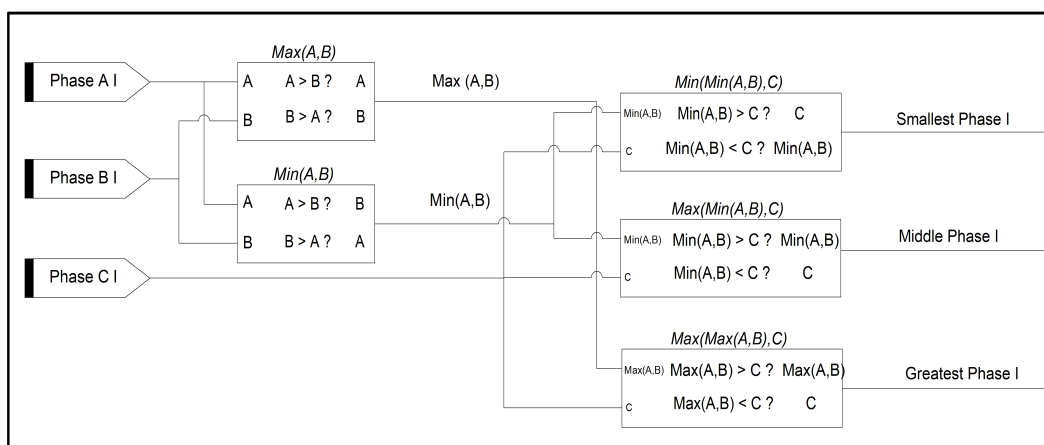 Phase A I
Phase B I
Phase C I
Max(A,B)
A A > B ? A
B B > A ? B
Min(A,B)
A A > B ? B
B B > A ? A
Max (A,B)
Min(A,B)
Min(Min(A,B),C)
Min(A,B) Min(A,B) > C ? C
C Min(A,B) < C ? Min(A,B)
Max(Min(A,B),C)
Min(A,B) Min(A,B) > C ? Min(A,B)
C Min(A,B) < C ? C
Max(Max(A,B),C)
Max(A,B) Max(A,B) > C ? Max(A,B)
C Max(A,B) < C ? C
Smallest Phase I
Middle Phase I
Greatest Phase I